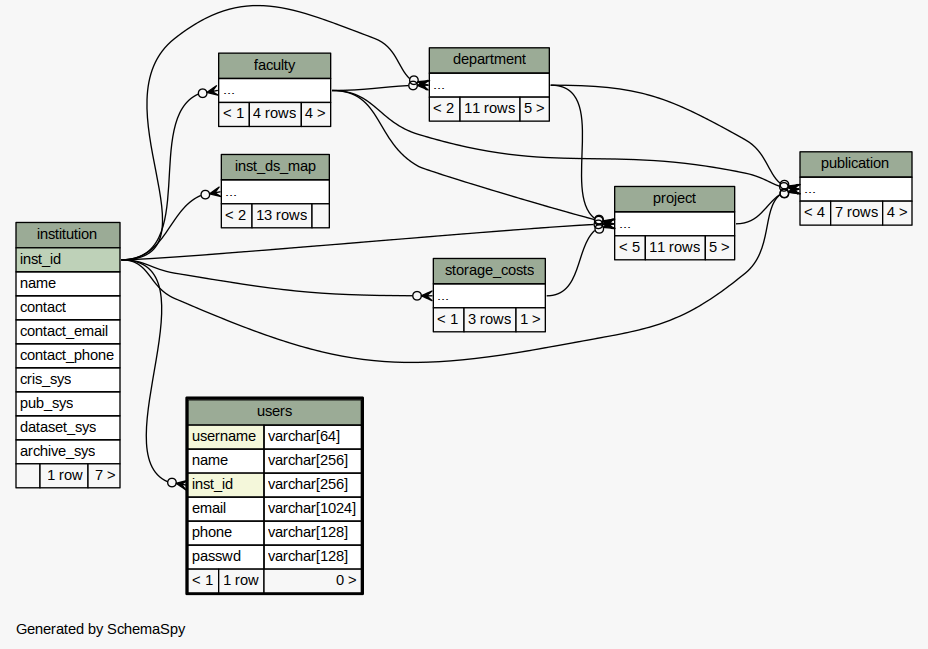 faculty
...
< 1 4 rows 4 >
department
...
< 2 11 rows 5 >
inst_ds_map
...
< 2 13 rows
publication
...
< 4 7 rows 4 >
project
...
< 5 11 rows 5 >
institution
inst_id
name
contact
contact_email
contact_phone
cris_sys
pub_sys
dataset_sys
archive_sys
1 row 7 >
storage_costs
...
< 1 3 rows 1 >
users
username varchar[64]
name varchar[256]
inst_id varchar[256]
email varchar[1024]
phone varchar[128]
passwd varchar[128]
< 1 1 row 0 >
Generated by SchemaSpy